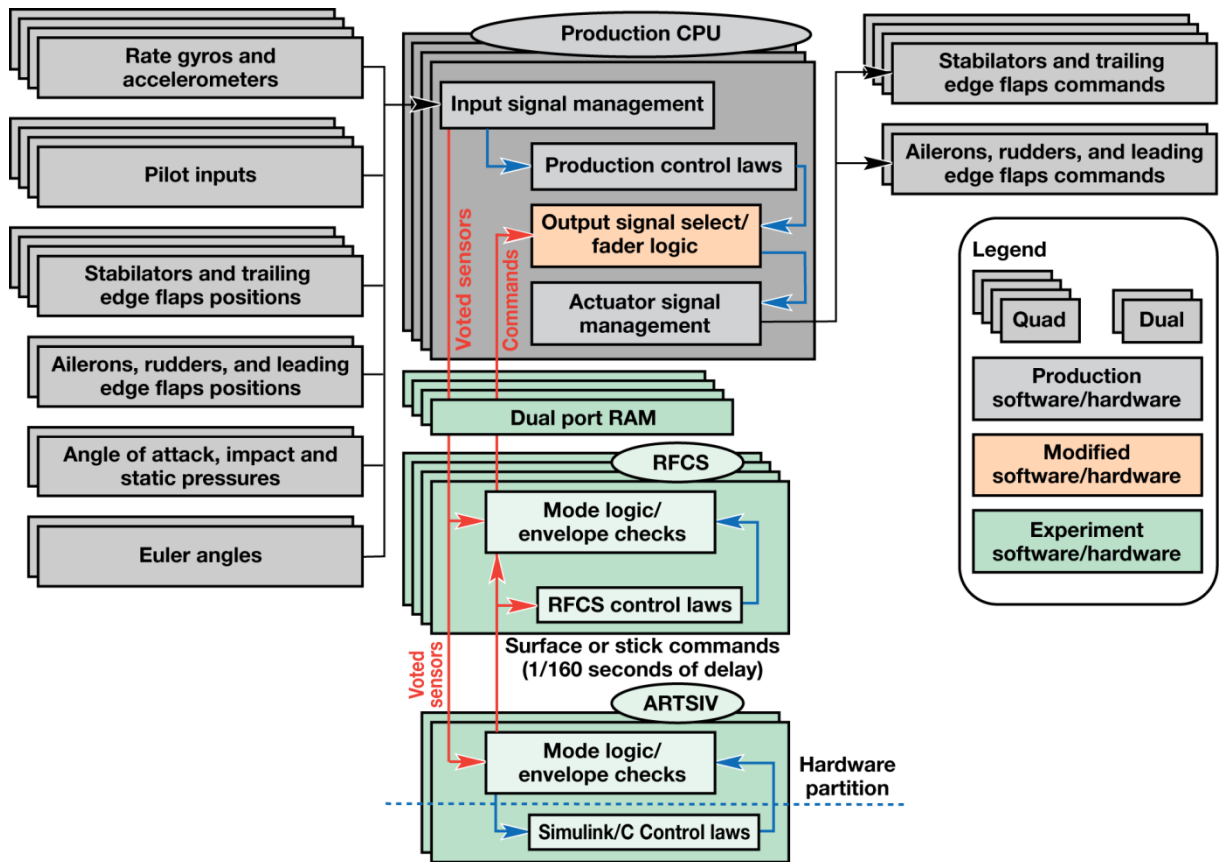 Rate gyros and
accelerometers
Pilot inputs
Stabilators and trailing
edge flaps positions
Ailerons, rudders, and leading
edge flaps positions
Angle of attack, impact and
static pressures
Euler angles
Production CPU
Input signal management
Production control laws
Output signal select/
fader logic
Actuator signal
management
Voted sensors
Commands
Dual port RAM
RFCS
Mode logic/
envelope checks
RFCS control laws
Surface or stick commands
(1/160 seconds of delay)
Voted
sensors
ARTSIV
Mode logic/
envelope checks
Hardware
partition
Simulink/C Control laws
Stabilators and trailing
edge flaps commands
Ailerons, rudders, and leading
edge flaps commands
Legend
Quad
Dual
Production
software/hardware
Modified
software/hardware
Experiment
software/hardware